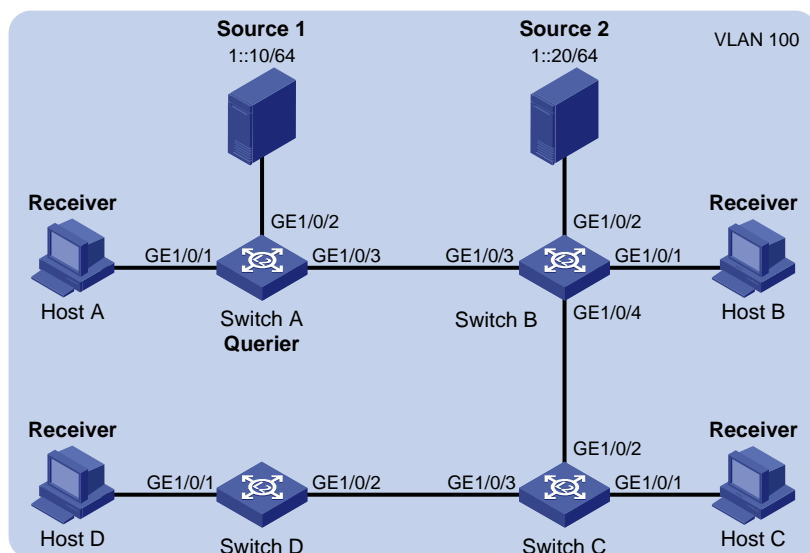 Source 1
1::10/64
Source 2
1::20/64
VLAN 100
Receiver
GE1/0/2
GE1/0/2
Receiver
GE1/0/1
GE1/0/3
GE1/0/3
GE1/0/1
Host A
Switch A
Querier
Switch B
GE1/0/4
Host B
Receiver
GE1/0/2
Receiver
GE1/0/1
GE1/0/2
GE1/0/3
GE1/0/1
Host D
Switch D
Switch C
Host C